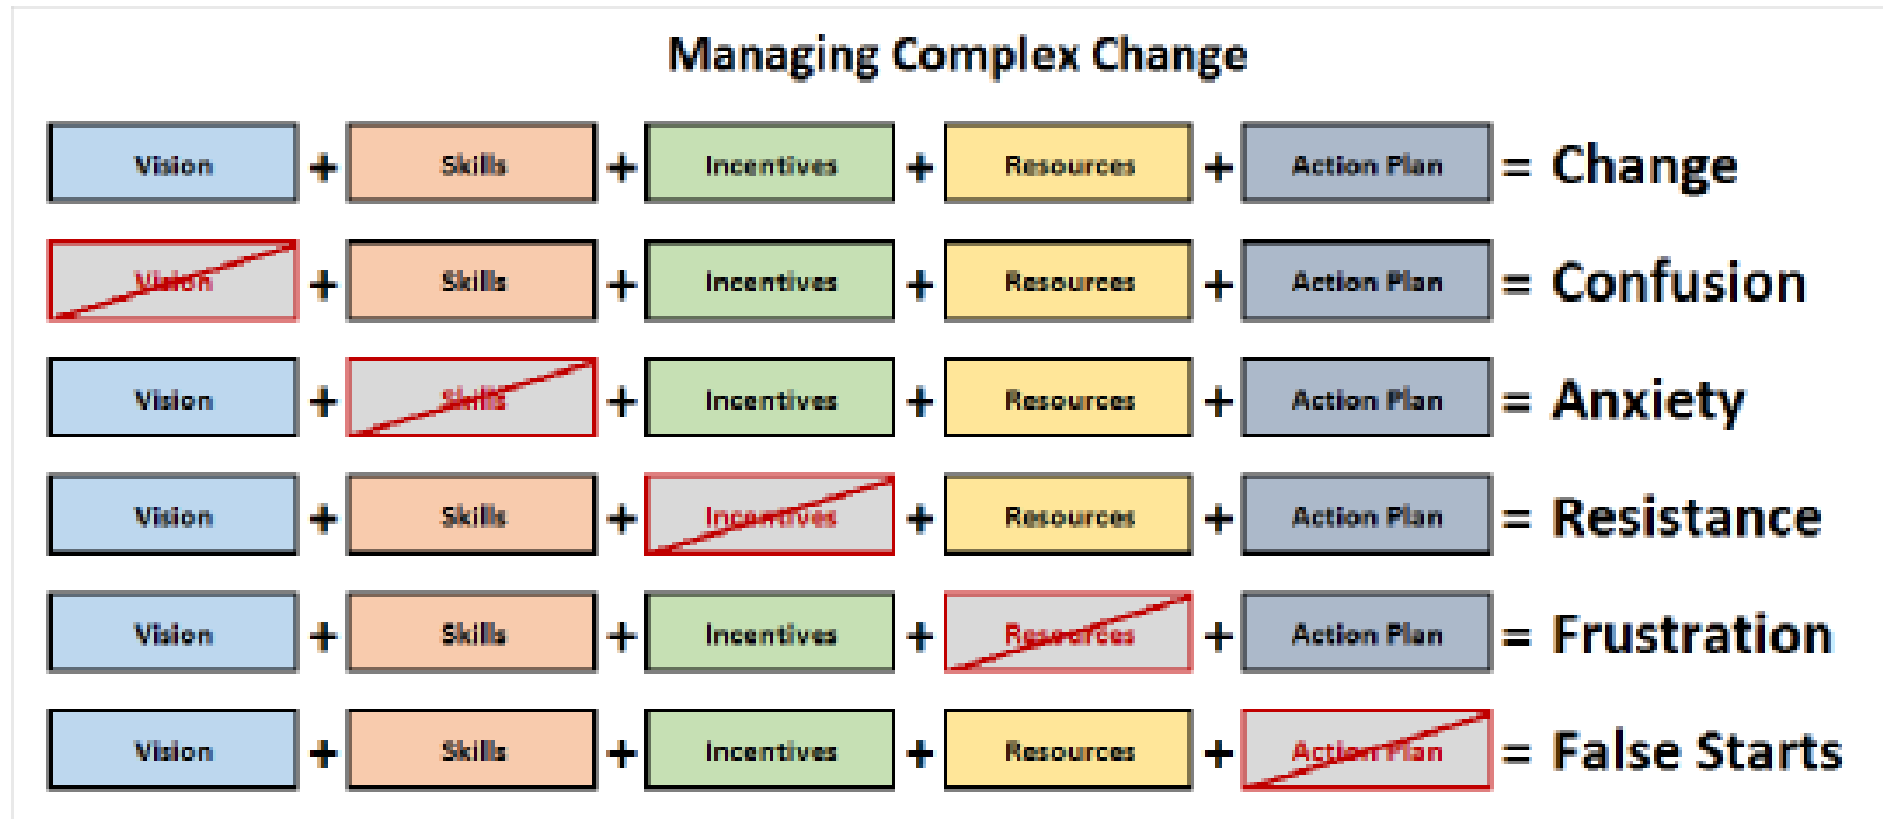 Managing Complex Change
Vision + Skills + Incentives + Resources + Action Plan = Change
Vision + Skills + Incentives + Resources + Action Plan = Confusion
Vision + Skills + Incentives + Resources + Action Plan = Anxiety
Vision + Skills + Incentives + Resources + Action Plan = Resistance
Vision + Skills + Incentives + Resources + Action Plan = Frustration
Vision + Skills + Incentives + Resources + Action Plan = False Starts